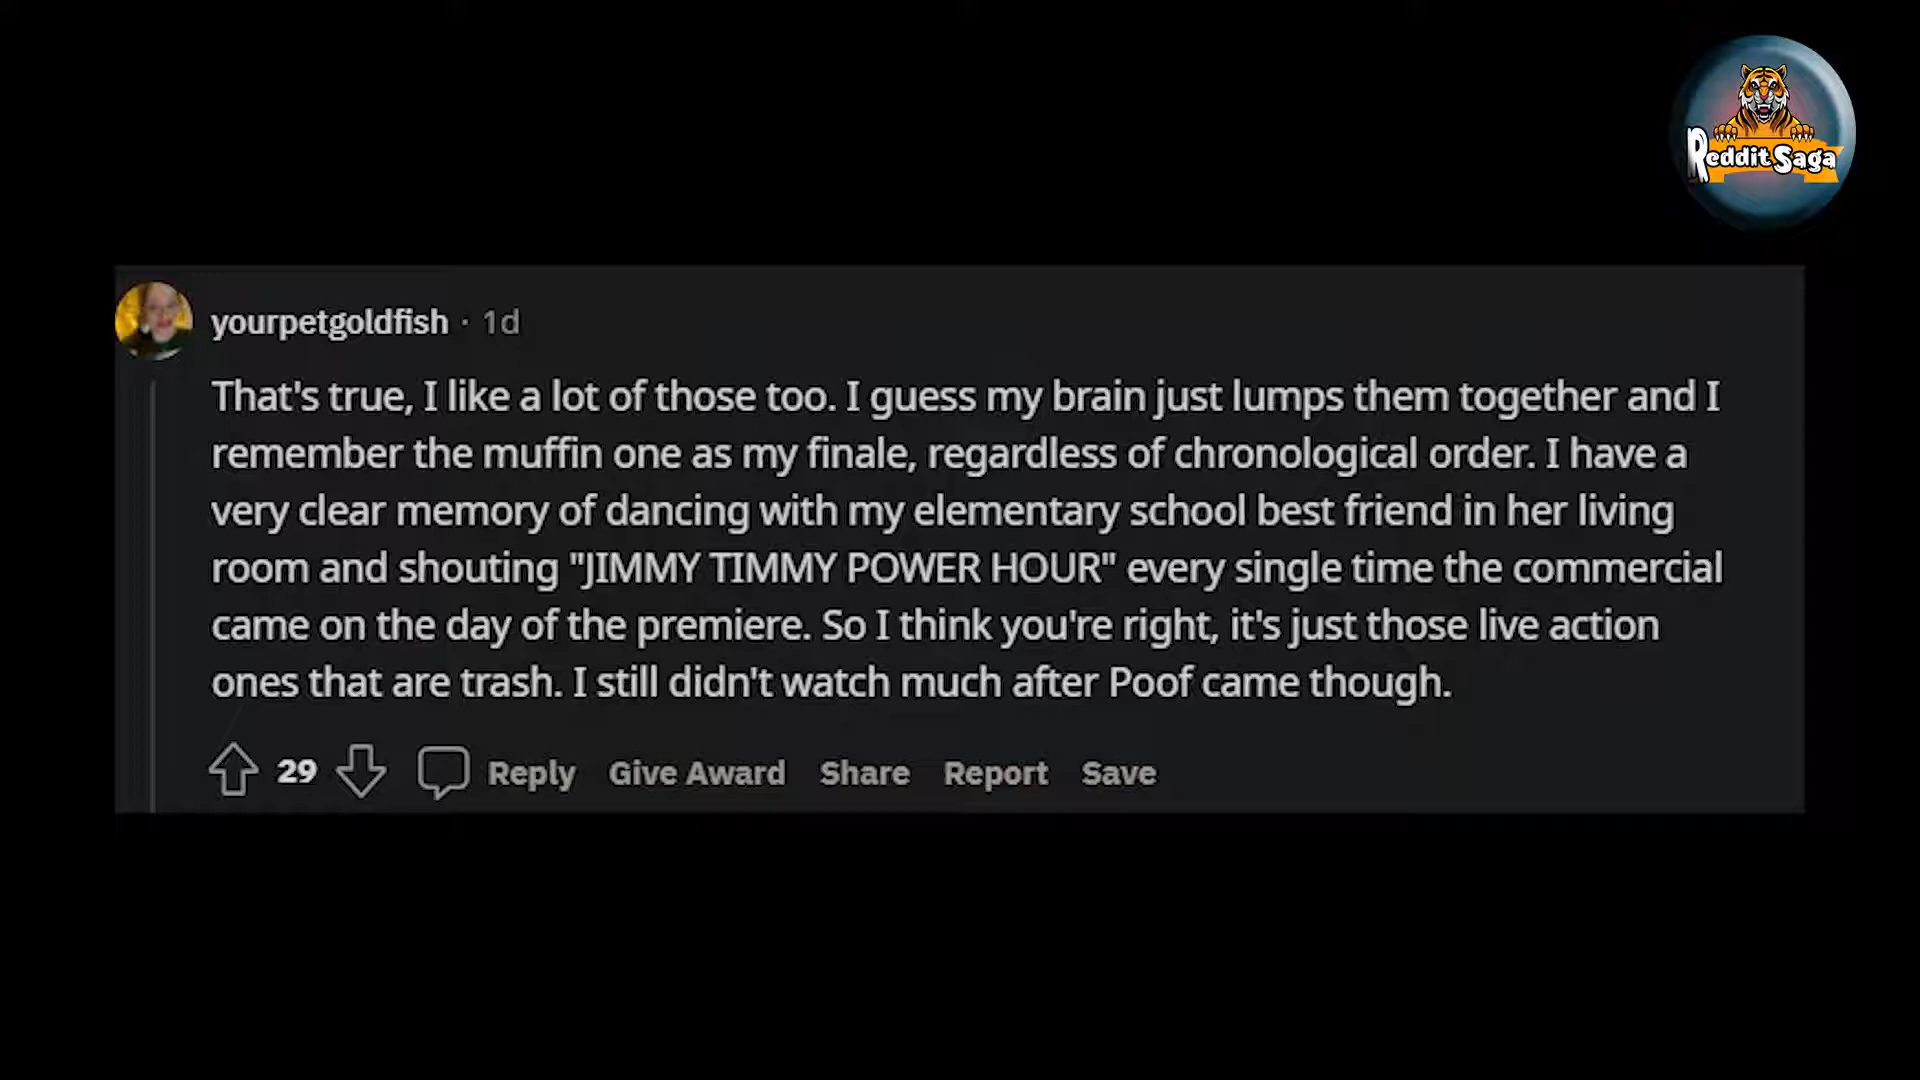 Reddit Saga
yourpetgoldfish · 1d
That's true, I like a lot of those too. I guess my brain just lumps them together and I
remember the muffin one as my finale, regardless of chronological order. I have a
very clear memory of dancing with my elementary school best friend in her living
room and shouting "JIMMY TIMMY POWER HOUR" every single time the commercial
came on the day of the premiere. So I think you're right, it's just those live action
ones that are trash. I still didn't watch much after Poof came though.
29 Reply Give Award Share Report Save